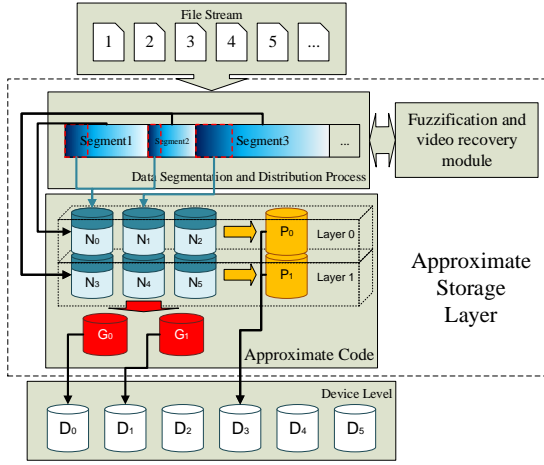 File Stream
1 2 3 4 5 ...
Segment1 Segment2 Segment3 ...
Data Segmentation and Distribution Process
Fuzzification and
video recovery
module
N0 N1 N2 P0
Layer 0
N3 N4 N5 P1
Layer 1
G0 G1
Approximate Code
Approximate
Storage
Layer
Device Level
D0 D1 D2 D3 D4 D5